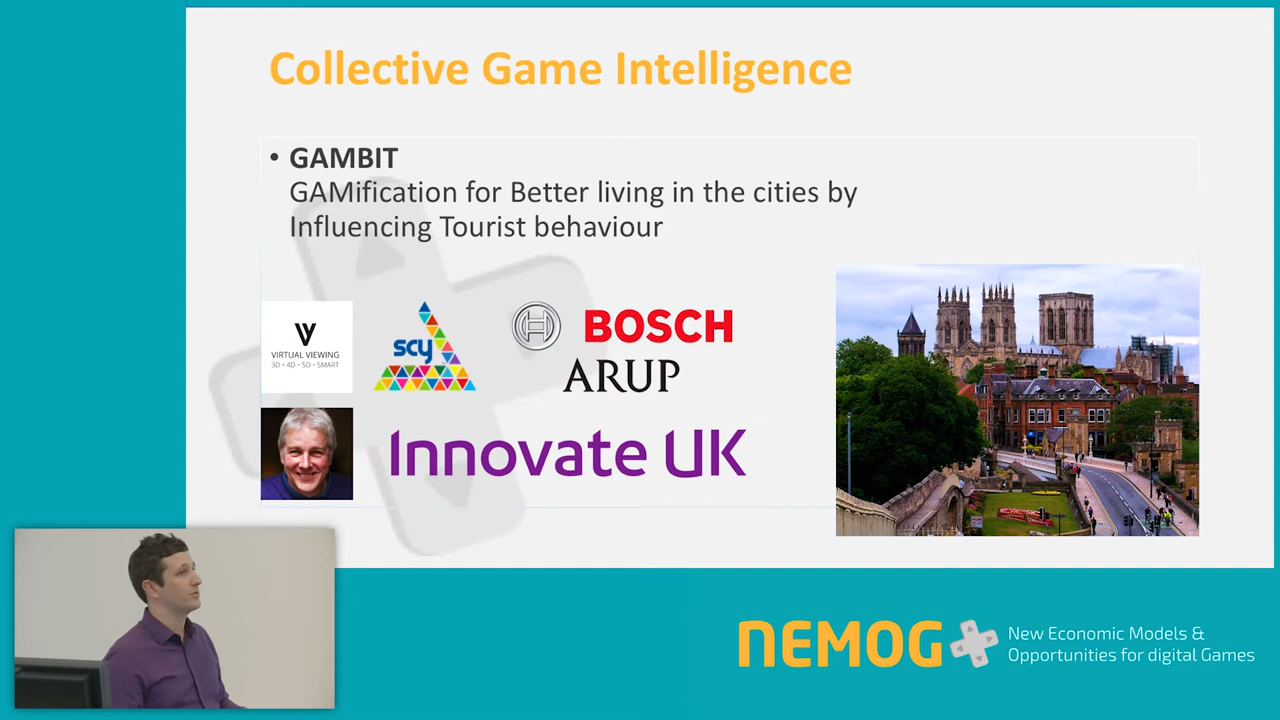 Collective Game Intelligence
• GAMBIT
GAMification for Better living in the cities by
Influencing Tourist behaviour
VIRTUAL VIEWING
3D • 4D • 5D • SMART
scy
BOSCH
ARUP
Innovate UK
NEMOG
New Economic Models &
Opportunities for digital Games